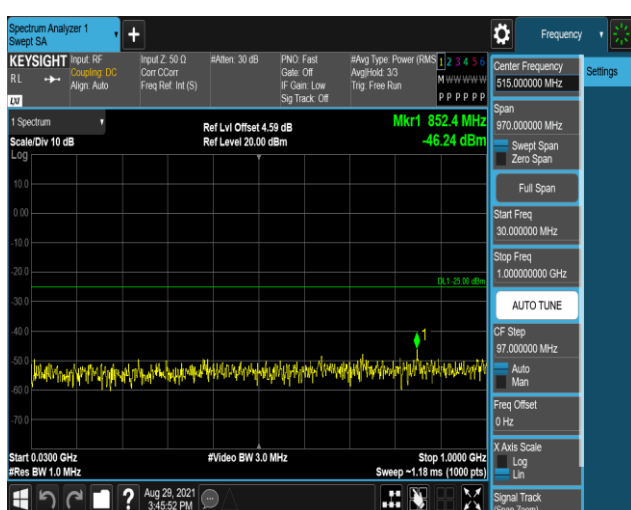 Spectrum Analyzer 1
Swept SA
Frequency
KEYSIGHT
RL
LXI
Input: RF
Coupling: DC
Align: Auto
Input Z: 50 Ω
Corr CCorr
Freq Ref: Int (S)
#Atten: 30 dB
PNO: Fast
Gate: Off
IF Gain: Low
Sig Track: Off
#Avg Type: Power (RMS
Avg|Hold: 3/3
Trig: Free Run
1 2 3 4 5 6
M W W W W W
P P P P P P
1 Spectrum
Scale/Div 10 dB
Log
Ref Lvl Offset 4.59 dB
Ref Level 20.00 dBm
Mkr1 852.4 MHz
-46.24 dBm
10.0
0.00
-10.0
-20.0
DL1 -25.00 dBm
-30.0
-40.0
1
-50.0
-60.0
-70.0
Start 0.0300 GHz
#Res BW 1.0 MHz
#Video BW 3.0 MHz
Stop 1.0000 GHz
Sweep ~1.18 ms (1000 pts)
Aug 29, 2021
3:45:52 PM
Center Frequency
515.000000 MHz
Settings
Span
970.000000 MHz
Swept Span
Zero Span
Full Span
Start Freq
30.000000 MHz
Stop Freq
1.000000000 GHz
AUTO TUNE
CF Step
97.000000 MHz
Auto
Man
Freq Offset
0 Hz
X Axis Scale
Log
Lin
Signal Track
(Span Zoom)